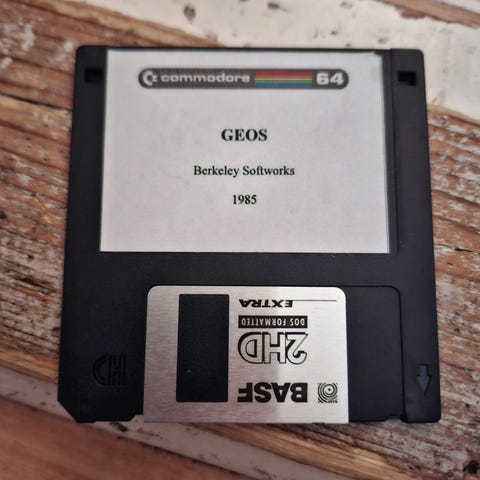 commodore 64
GEOS
Berkeley Softworks
1985
EXTRA
DOS FORMATTED
2HD
BASF
HD